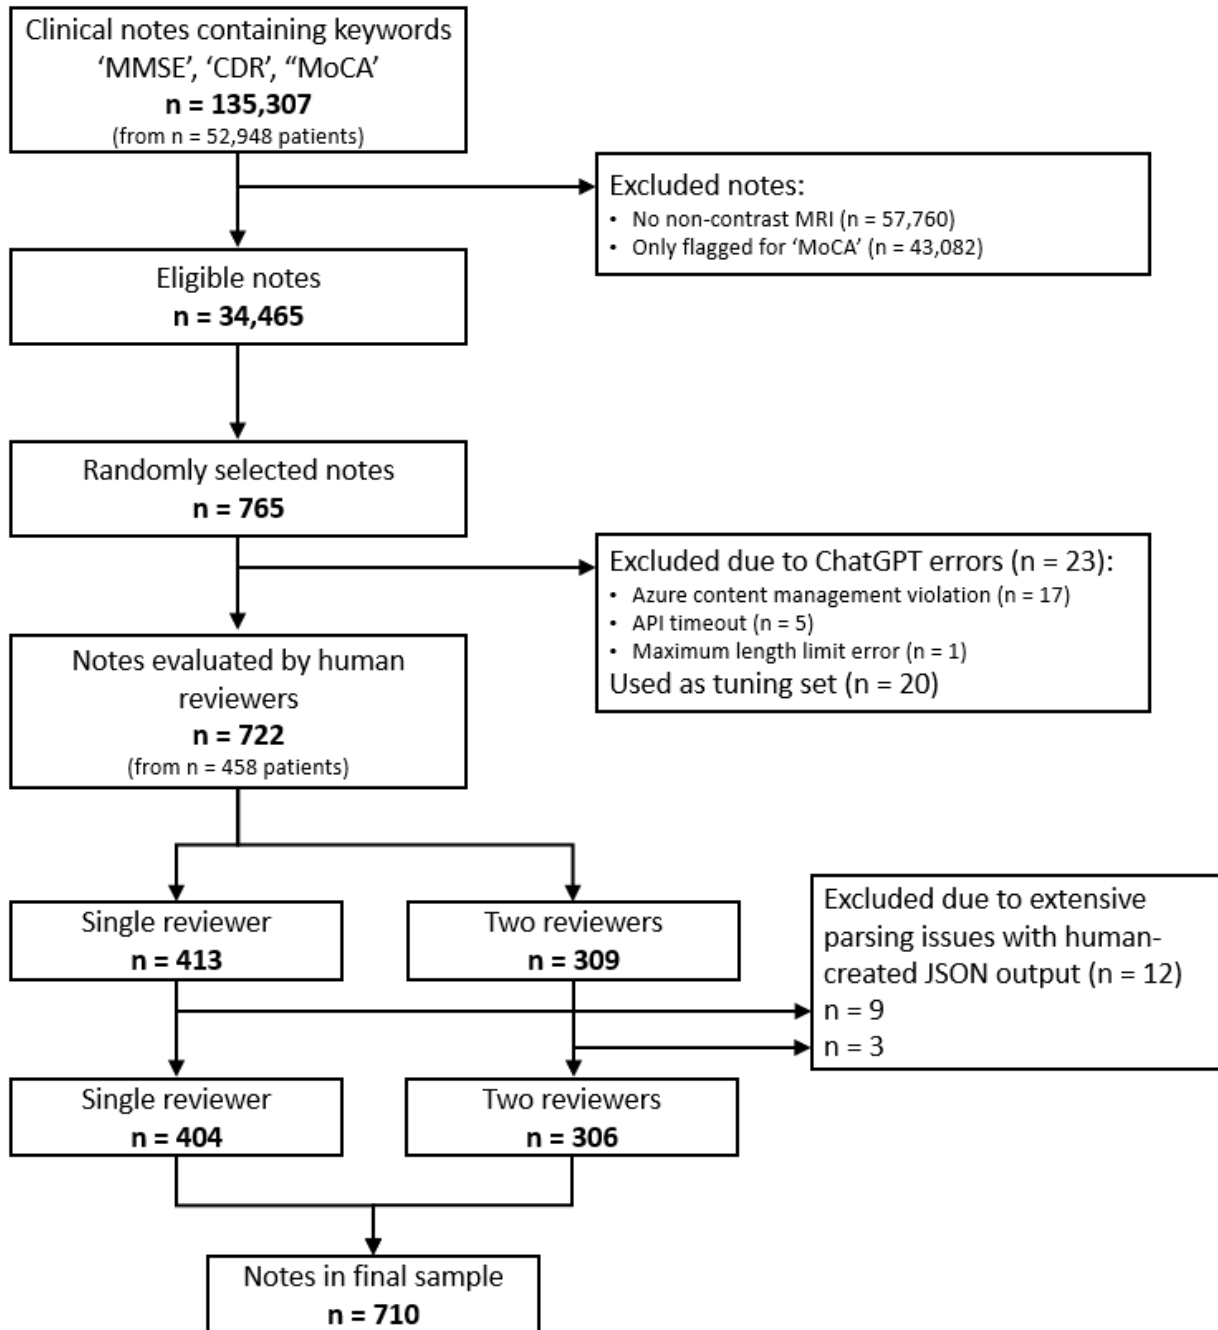 Clinical notes containing keywords
‘MMSE’, ‘CDR’, “MoCA’
n = 135,307
(from n = 52,948 patients)
Excluded notes:
• No non-contrast MRI (n = 57,760)
• Only flagged for ‘MoCA’ (n = 43,082)
Eligible notes
n = 34,465
Randomly selected notes
n = 765
Excluded due to ChatGPT errors (n = 23):
• Azure content management violation (n = 17)
• API timeout (n = 5)
• Maximum length limit error (n = 1)
Used as tuning set (n = 20)
Notes evaluated by human
reviewers
n = 722
(from n = 458 patients)
Single reviewer
n = 413
Two reviewers
n = 309
Excluded due to extensive
parsing issues with human-
created JSON output (n = 12)
n = 9
n = 3
Single reviewer
n = 404
Two reviewers
n = 306
Notes in final sample
n = 710